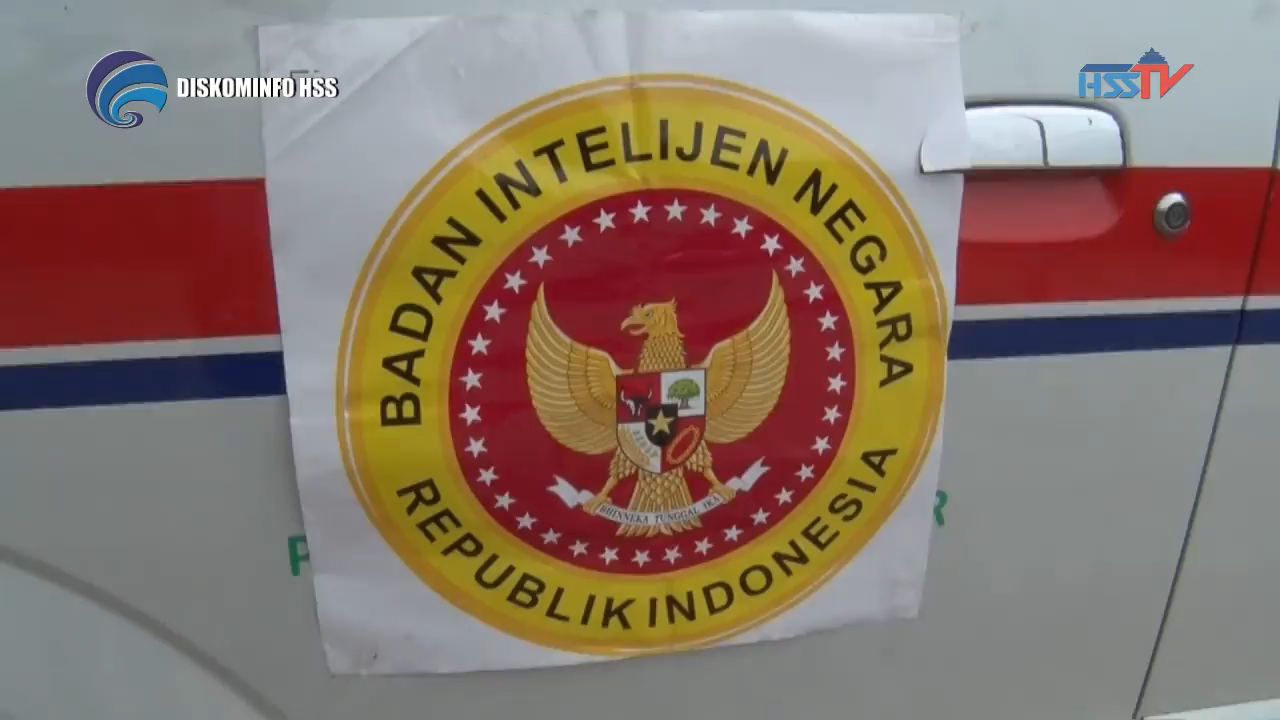 DISKOMINFO HSS
HSSTV
BADAN INTELIJEN NEGARA
BHINNEKA TUNGGAL IKA
REPUBLIK INDONESIA
P
R